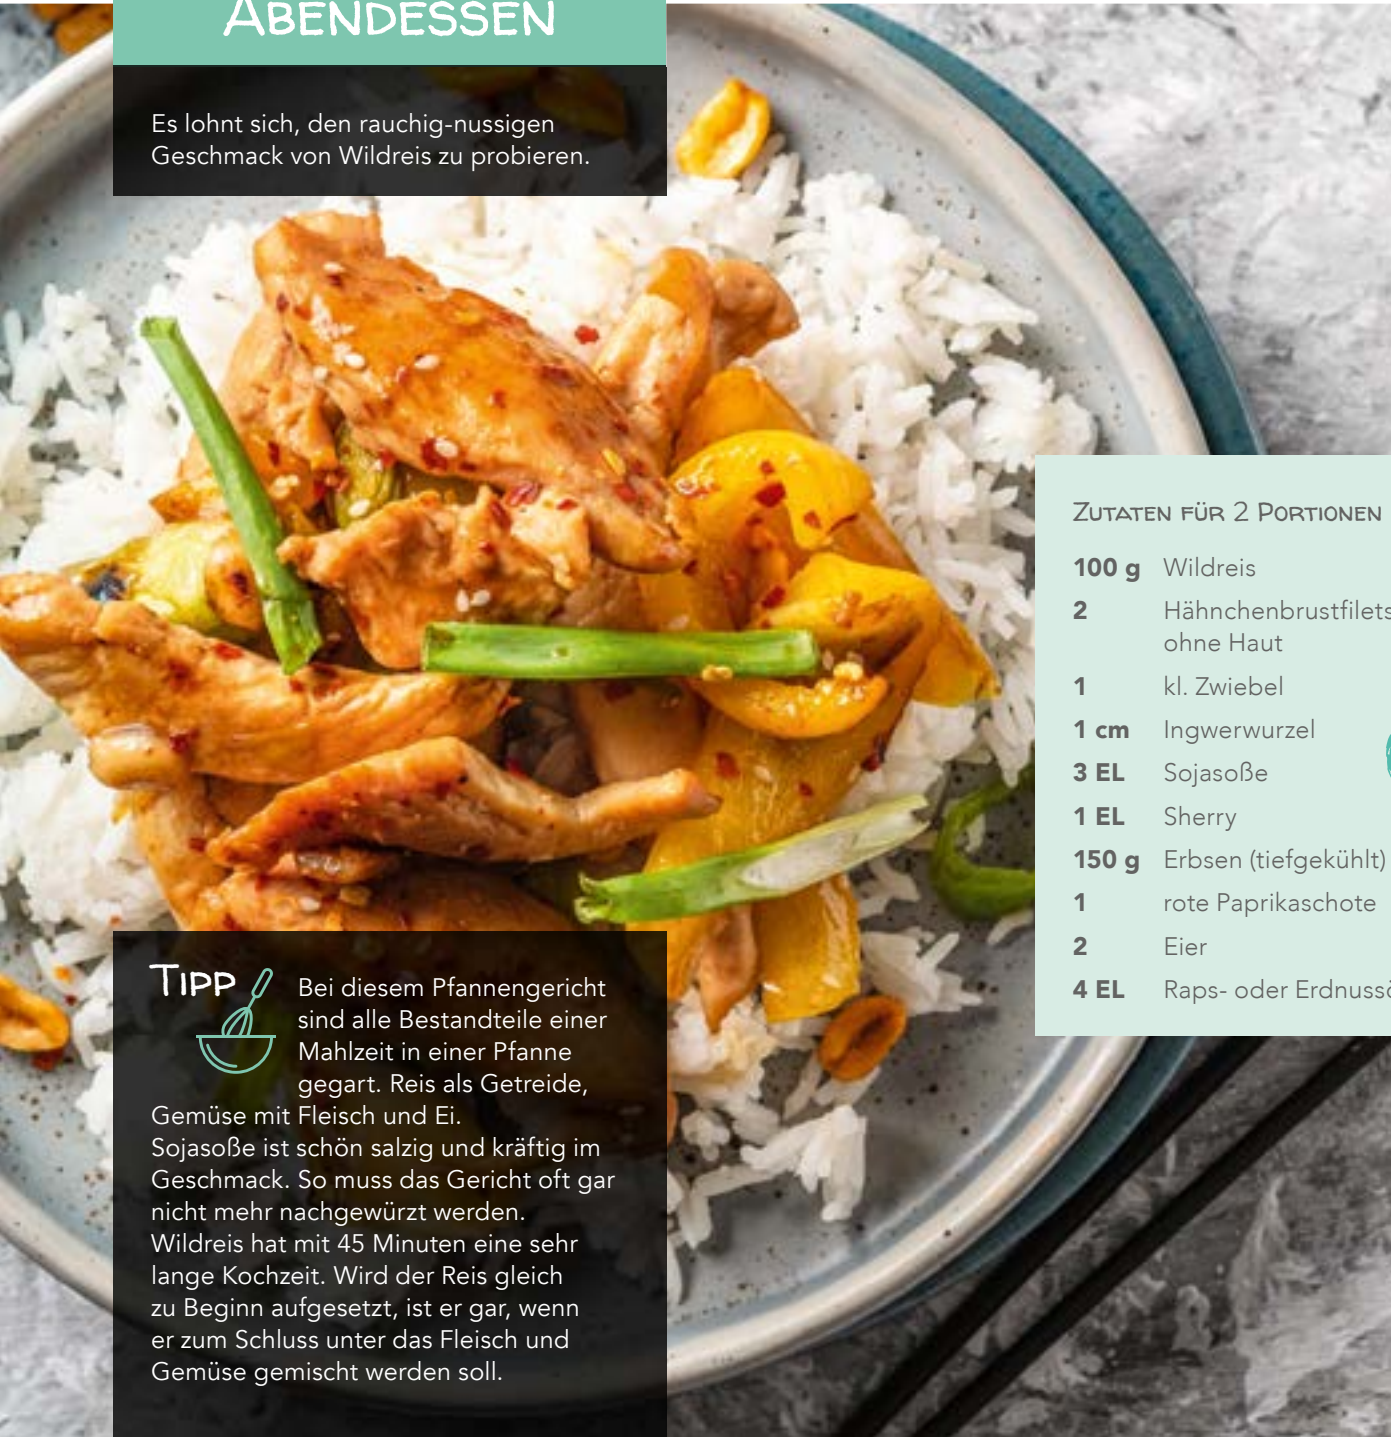 ABENDESSEN
Es lohnt sich, den rauchig-nussigen
Geschmack von Wildreis zu probieren.
ZUTATEN FÜR 2 PORTIONEN
100 g Wildreis
2 Hähnchenbrustfilets
ohne Haut
1 kl. Zwiebel
1 cm Ingwerwurzel
3 EL Sojasoße
1 EL Sherry
150 g Erbsen (tiefgekühlt)
1 rote Paprikaschote
2 Eier
4 EL Raps- oder
TIPP
Bei diesem Pfannengericht
sind alle Bestandteile einer
Mahlzeit in einer Pfanne
gegart. Reis als Getreide,
Gemüse mit Fleisch und Ei.
Sojasoße ist schön salzig und kräftig im
Geschmack. So muss das Gericht oft gar
nicht mehr nachgewürzt werden.
Wildreis hat mit 45 Minuten eine sehr
lange Kochzeit. Wird der Reis gleich
zu Beginn aufgesetzt, ist er gar, wenn
er zum Schluss unter das Fleisch und
Gemüse gemischt werden soll.